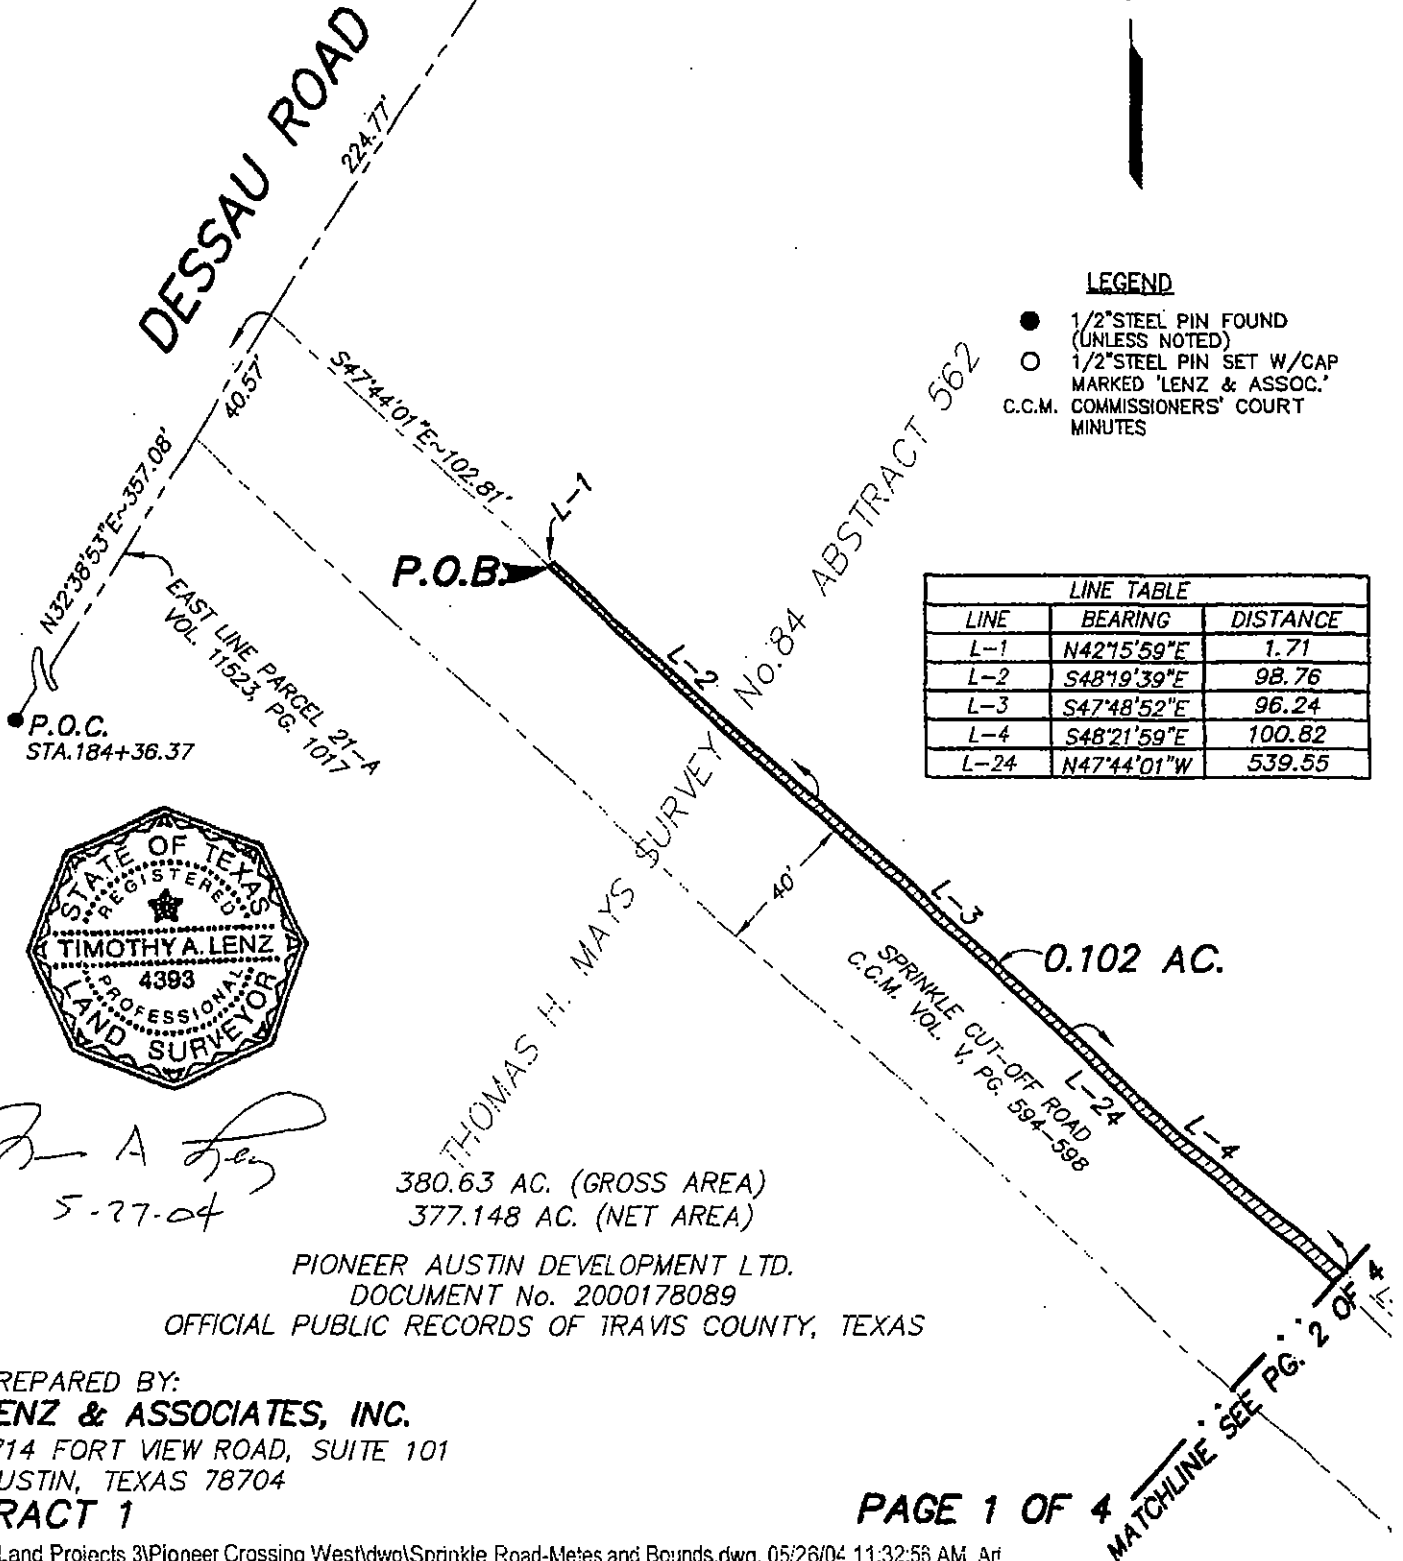 DESSAU ROAD
224.77'
40.57'
S47°44'01"E~102.81'
N32°38'53"E~357.08'
L-1
P.O.B.
EAST LINE PARCEL 21-A
VOL. 11523, PG. 1017
P.O.C.
STA.184+36.37
LEGEND
1/2"STEEL PIN FOUND
(UNLESS NOTED)
1/2"STEEL PIN SET W/CAP
MARKED 'LENZ & ASSOC.'
C.C.M. COMMISSIONERS' COURT
MINUTES
THOMAS H. MAYS SURVEY No.84 ABSTRACT 562
LINE TABLE
LINE BEARING DISTANCE
L-1 N42°15'59"E 1.71
L-2 S48°19'39"E 98.76
L-3 S47°48'52"E 96.24
L-4 S48°21'59"E 100.82
L-24 N47°44'01"W 539.55
L-2
40'
L-3
0.102 AC.
SPRINKLE CUT-OFF ROAD
C.C.M. VOL. V, PG. 594-598
L-24
L-4
STATE OF TEXAS
REGISTERED
TIMOTHY A. LENZ
4393
PROFESSIONAL
LAND SURVEYOR
5-27-04
380.63 AC. (GROSS AREA)
377.148 AC. (NET AREA)
PIONEER AUSTIN DEVELOPMENT LTD.
DOCUMENT No. 2000178089
OFFICIAL PUBLIC RECORDS OF TRAVIS COUNTY, TEXAS
REPARED BY:
ENZ & ASSOCIATES, INC.
714 FORT VIEW ROAD, SUITE 101
USTIN, TEXAS 78704
RACT 1
PAGE 1 OF 4
MATCHLINE SEE PG. 2 OF 4
Land Projects 3\Pioneer Crossing West\dwg\Sprinkle Road-Metes and Bounds.dwg, 05/26/04 11:32:56 AM,